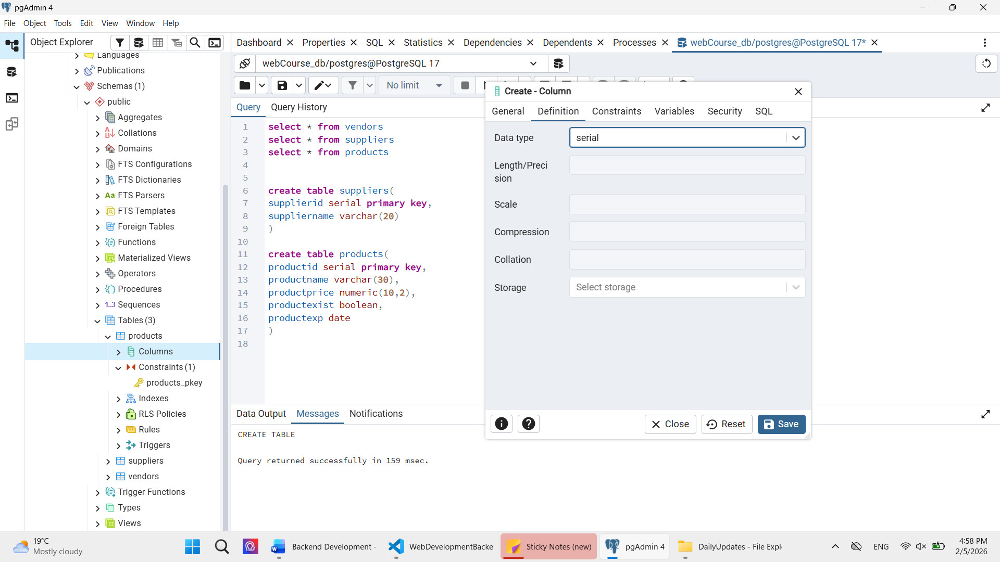 pgAdmin 4
File Object Tools Edit View Window Help
Object Explorer
Dashboard Properties SQL Statistics Dependencies Dependents Processes webCourse_db/postgres@PostgreSQL 17*
Languages
Publications
Schemas (1)
public
Aggregates
Collations
Domains
FTS Configurations
FTS Dictionaries
Aa FTS Parsers
FTS Templates
Foreign Tables
Functions
Materialized Views
Operators
Procedures
1..3 Sequences
Tables (3)
products
Columns
Constraints (1)
products_pkey
Indexes
RLS Policies
Rules
Triggers
suppliers
vendors
Trigger Functions
Types
Views
webCourse_db/postgres@PostgreSQL 17
No limit
Query Query History
1 select * from vendors
2 select * from suppliers
3 select * from products
4
5
6 create table suppliers(
7 supplierid serial primary key,
8 suppliername varchar(20)
9 )
10
11 create table products(
12 productid serial primary key,
13 productname varchar(30),
14 productprice numeric(10,2),
15 productexist boolean,
16 productexp date
17 )
18
Data Output Messages Notifications
CREATE TABLE
Query returned successfully in 159 msec.
Create - Column
General Definition Constraints Variables Security SQL
Data type serial
Length/Preci
sion
Scale
Compression
Collation
Storage Select storage
Close Reset Save
19°C
Mostly cloudy
Backend Development -
WebDevelopmentBacke
Sticky Notes (new)
pgAdmin 4
DailyUpdates - File Expl
ENG
4:58 PM
2/5/2026